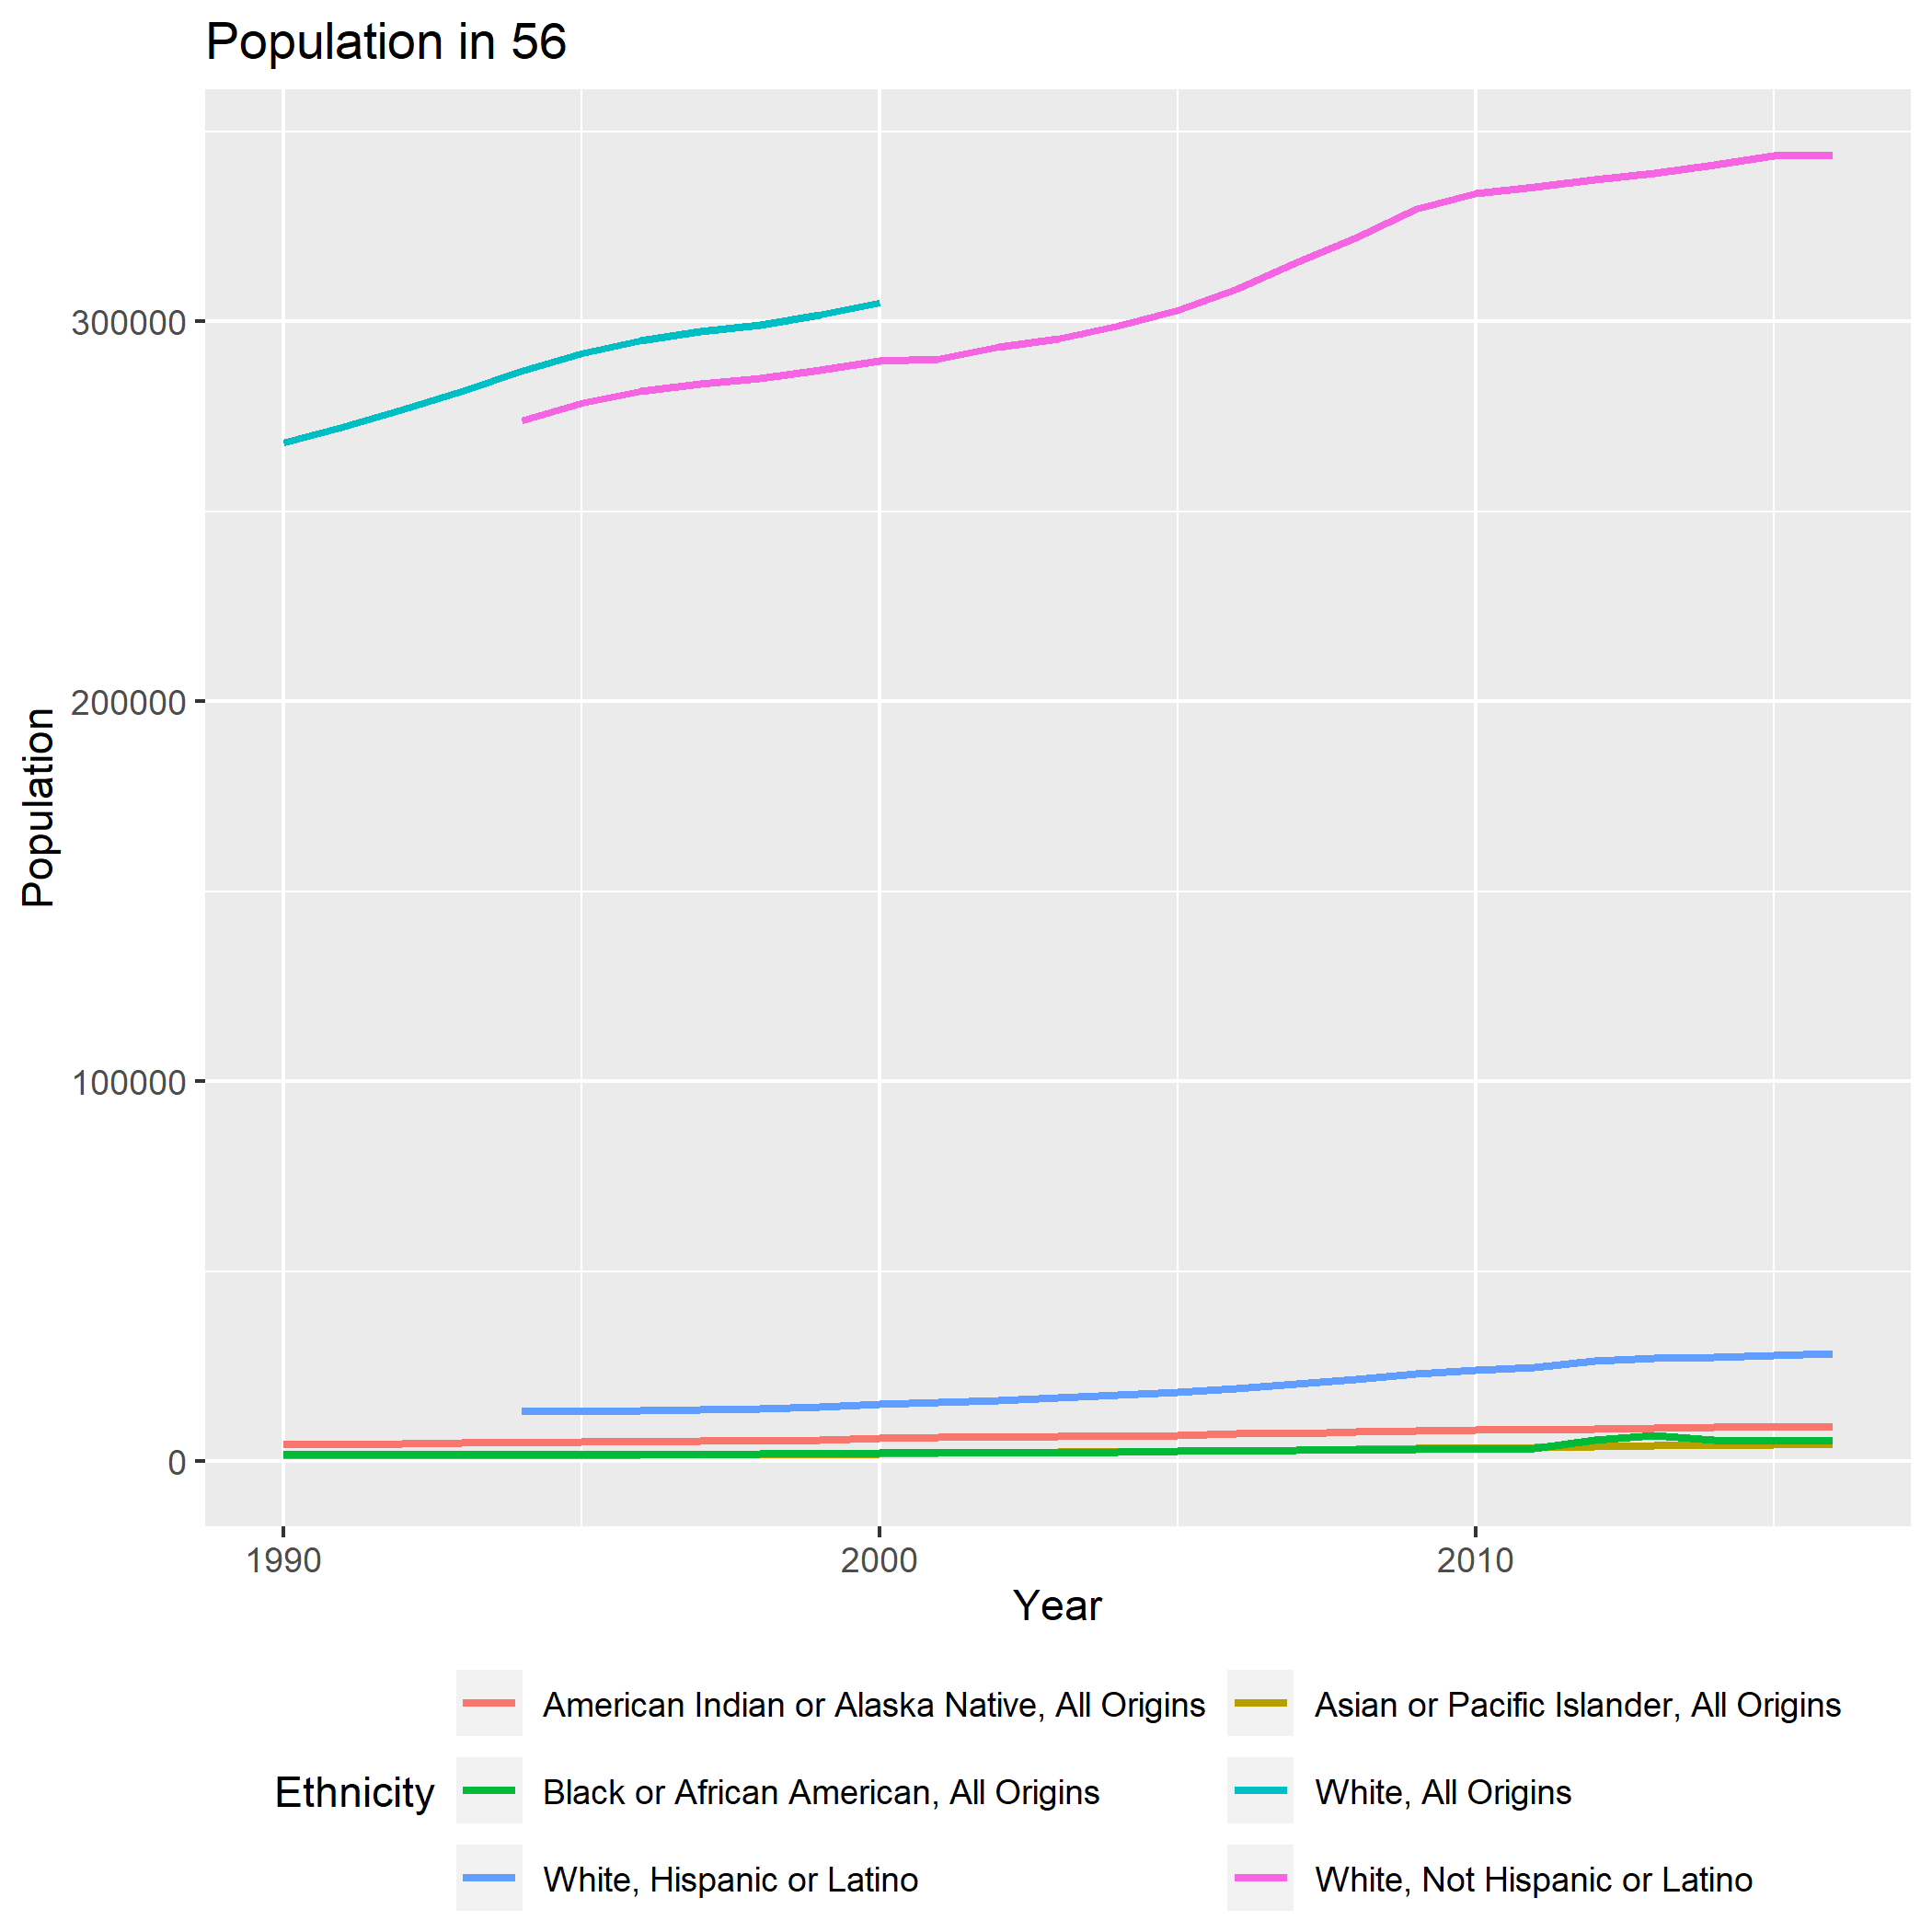 Population in 56
Population
300000
200000
100000
0
1990 2000 2010
Year
Ethnicity
American Indian or Alaska Native, All Origins
Asian or Pacific Islander, All Origins
Black or African American, All Origins
White, All Origins
White, Hispanic or Latino
White, Not Hispanic or Latino